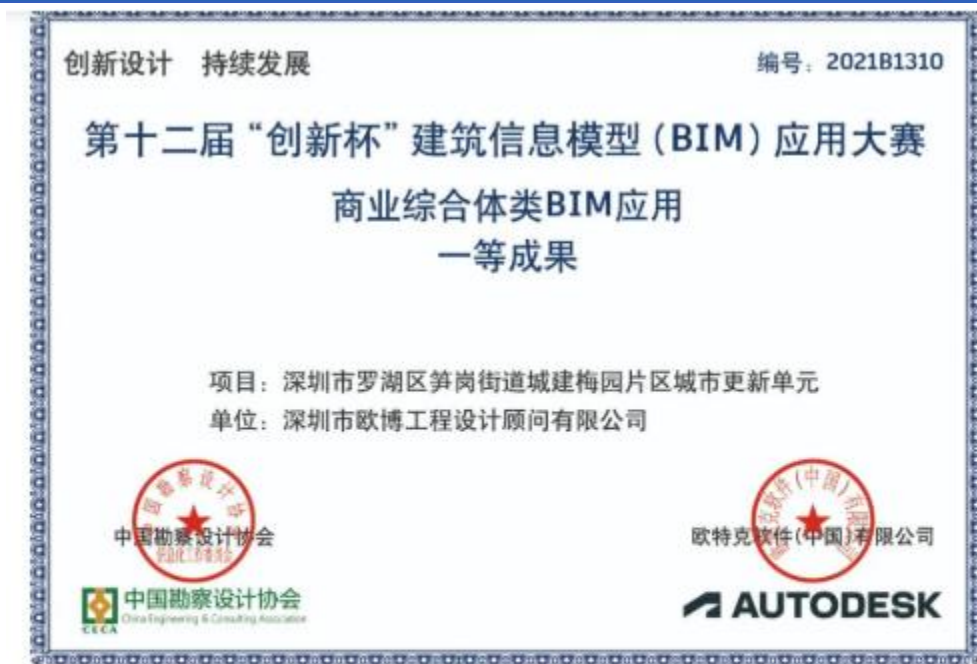 创新设计 持续发展
编号：2021B1310
第十二届“创新杯”建筑信息模型（BIM）应用大赛
商业综合体类BIM应用
一等成果
项目：深圳市罗湖区笋岗街道城建梅园片区城市更新单元
单位：深圳市欧博工程设计顾问有限公司
中国勘察设计协会
欧特克软件（中国）有限公司
中国勘察设计协会
China Engineering & Consulting Association
CECA
AUTODESK